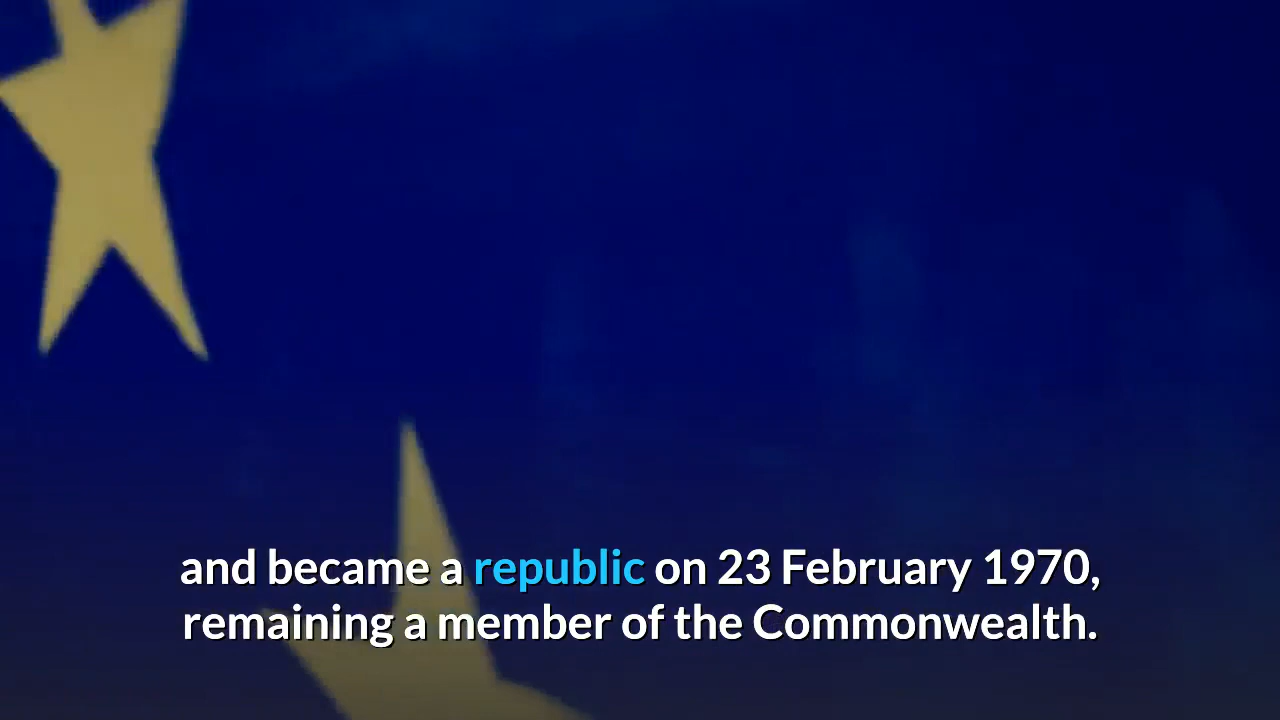 and became a republic on 23 February 1970,
remaining a member of the Commonwealth.